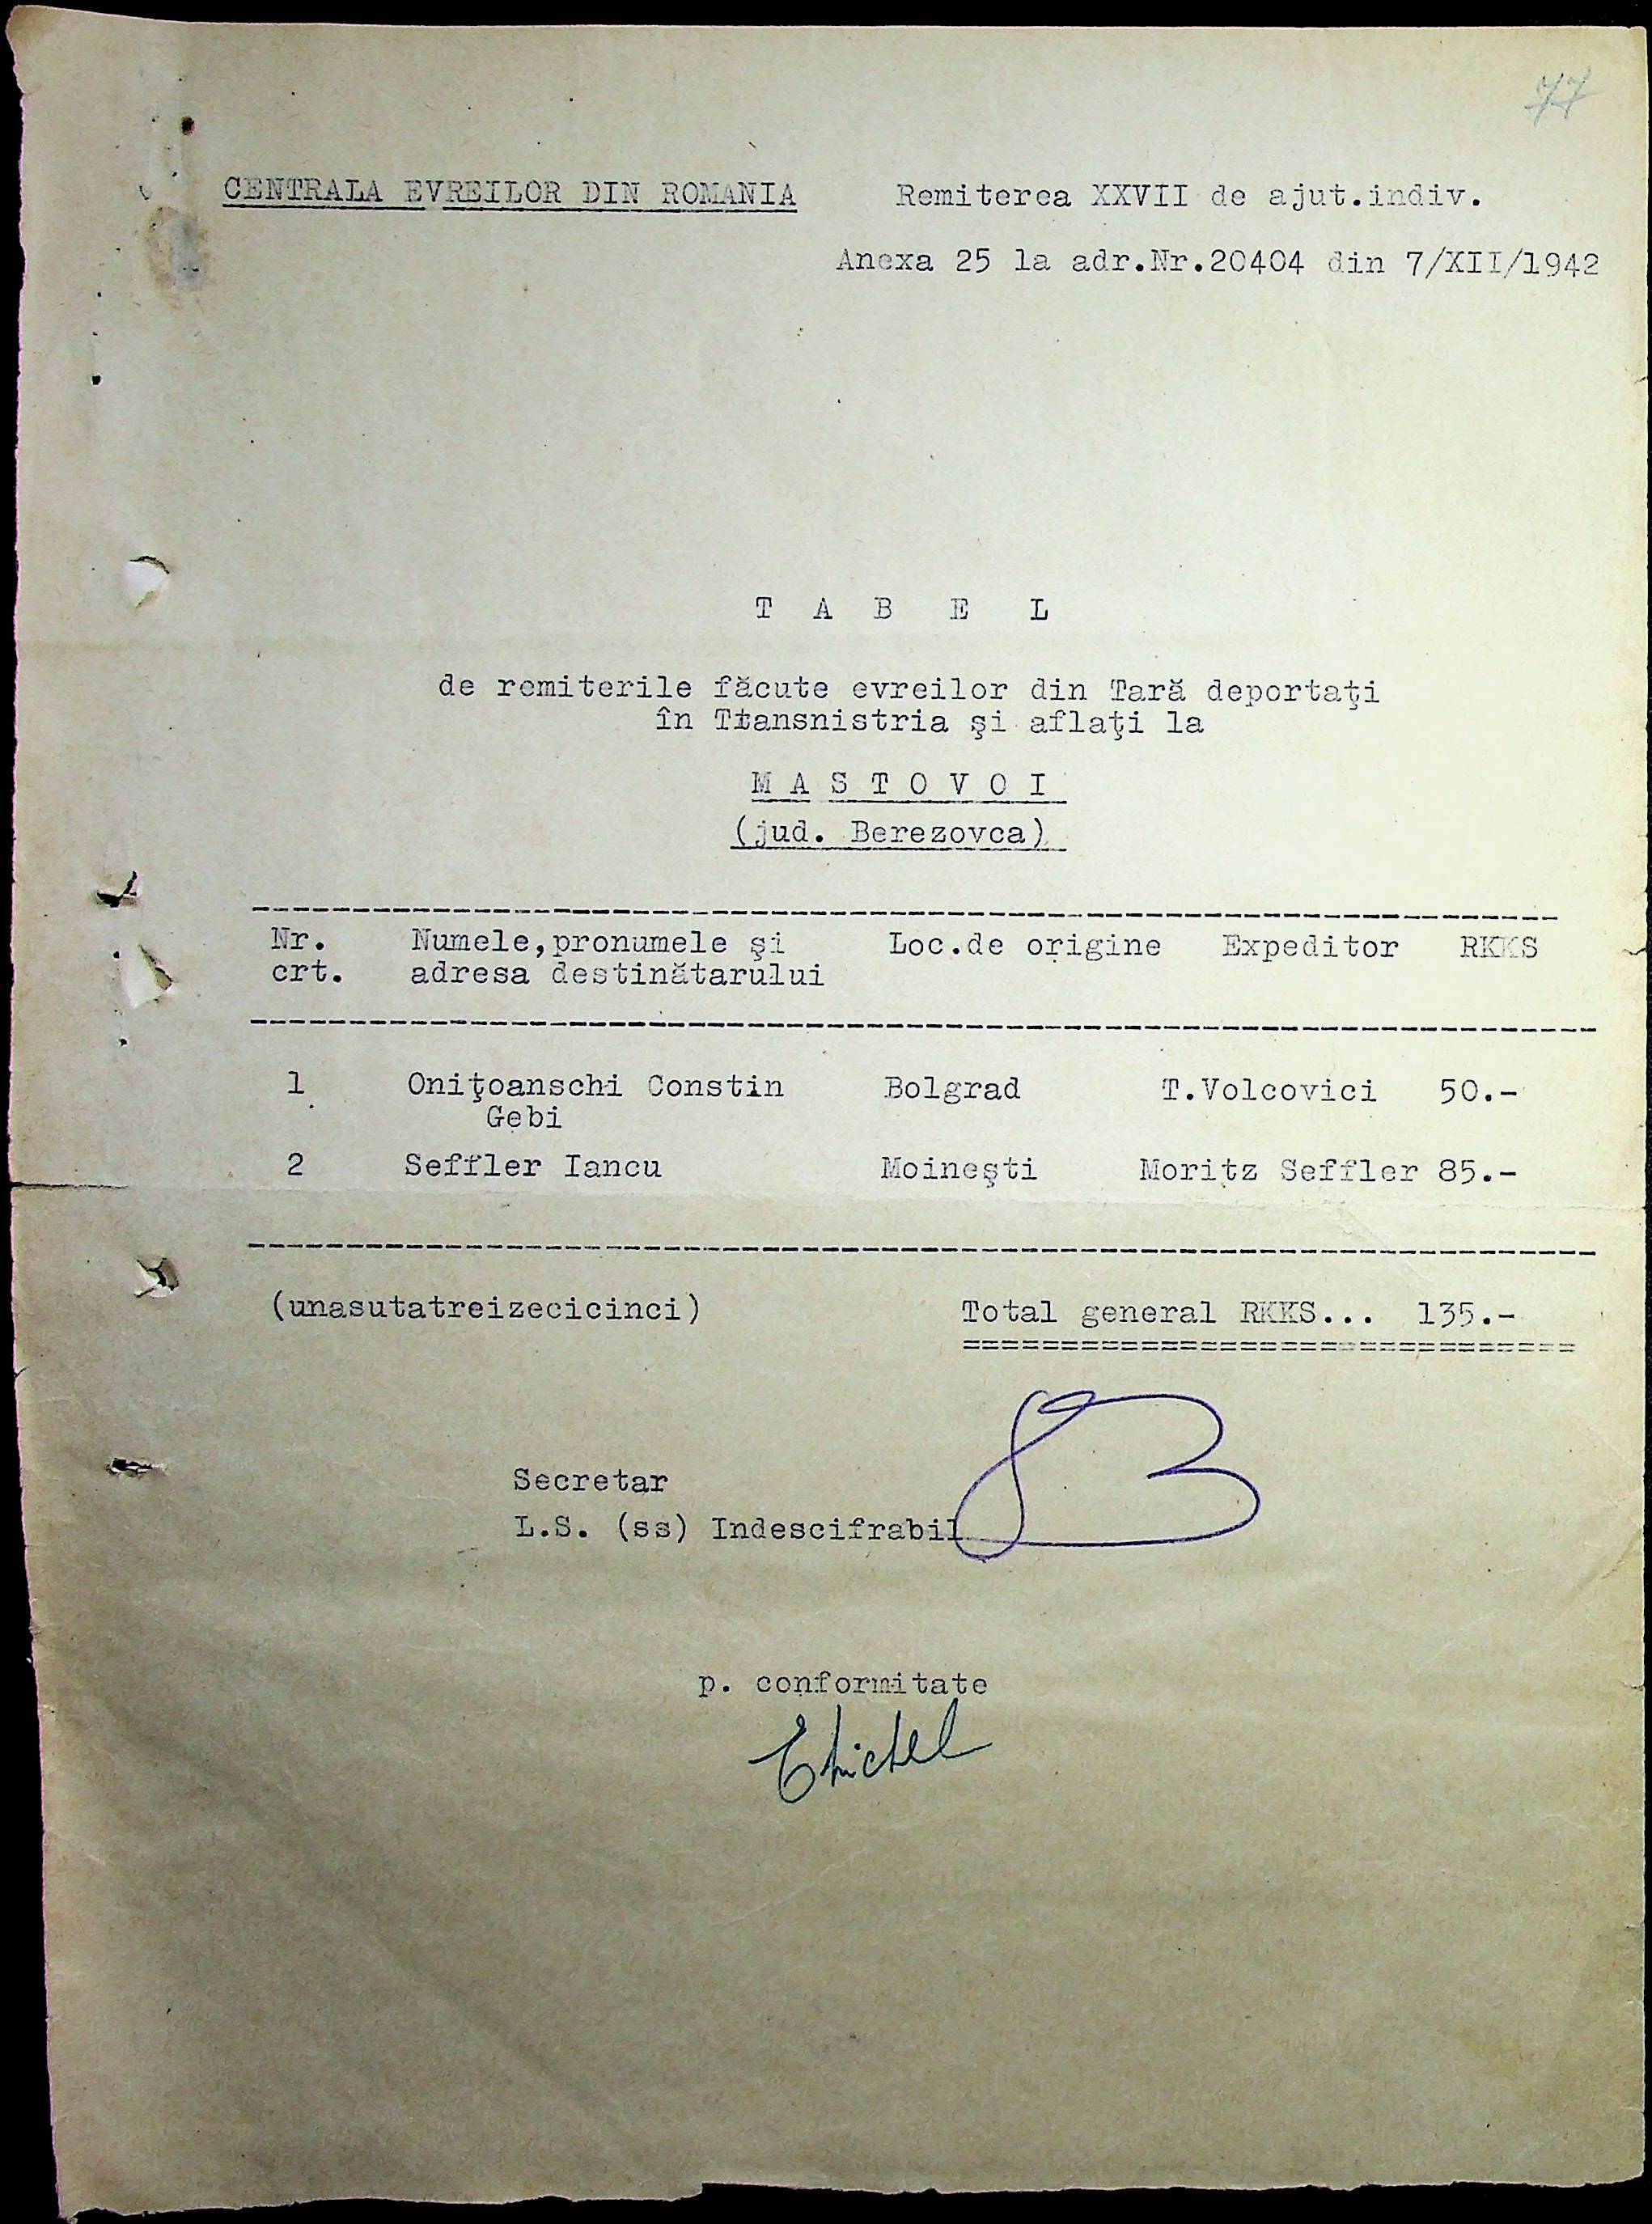 77
CENTRALA EVREILOR DIN ROMANIA Remiterea XXVII de ajut.indiv.
Anexa 25 la adr.Nr.20404 din 7/XII/1942
T A B E L
de remiterile făcute evreilor din Tară deportaţi
în Ttansnistria şi aflaţi la
M A S T O V O I
(jud. Berezovca)
Nr. Numele,pronumele şi Loc.de origine Expeditor RKKS
crt. adresa destinătarului
1 Oniţoanschi Constin Bolgrad T.Volcovici 50.-
Gebi
2 Seffler Iancu Moineşti Moritz Seffler 85.-
(unasutatreizecicinci) Total general RKKS... 135.-
==============================
Secretar
L.S. (ss) Indescifrabil
p. conformitate